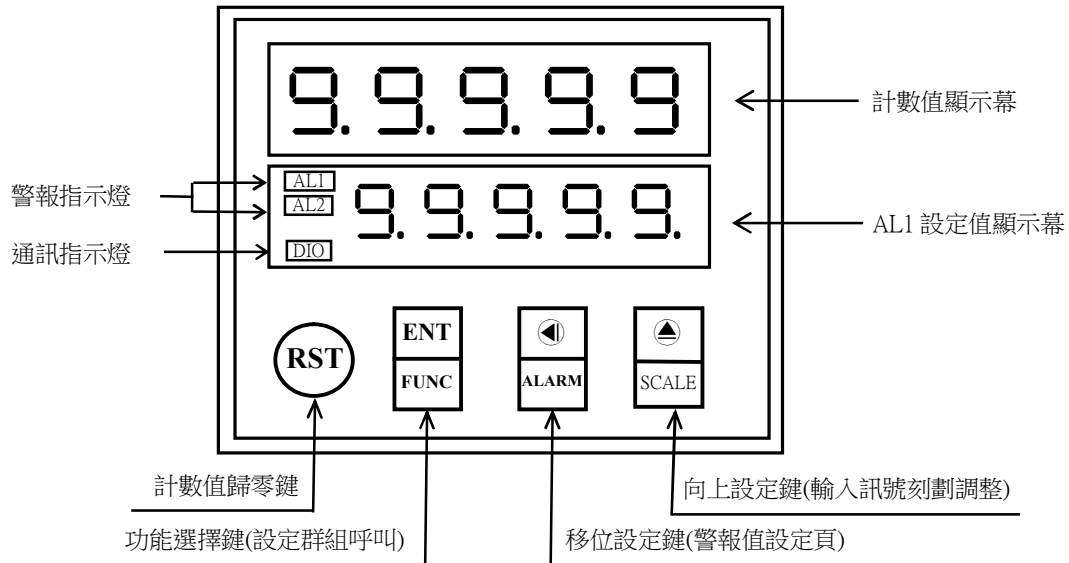 9.9.9.9.9
計數值顯示幕
警報指示燈
AL1
AL2
9.9.9.9.9.
AL1 設定值顯示幕
通訊指示燈
DIO
RST
ENT
FUNC
ALARM
SCALE
計數值歸零鍵
向上設定鍵(輸入訊號刻劃調整)
功能選擇鍵(設定群組呼叫)
移位設定鍵(警報值設定頁)